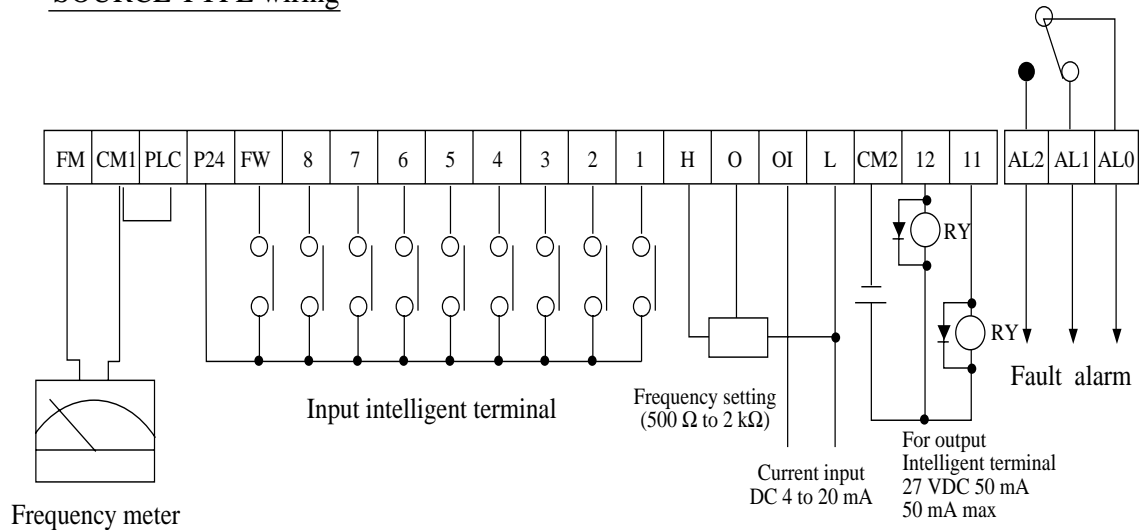 SOURCE TYPE wiring
FM CM1 PLC P24 FW 8 7 6 5 4 3 2 1 H O OI L CM2 12 11 AL2 AL1 AL0
RY
RY
Fault alarm
Input intelligent terminal
Frequency setting
(500 Ω to 2 kΩ)
Current input
DC 4 to 20 mA
For output
Intelligent terminal
27 VDC 50 mA
50 mA max
Frequency meter